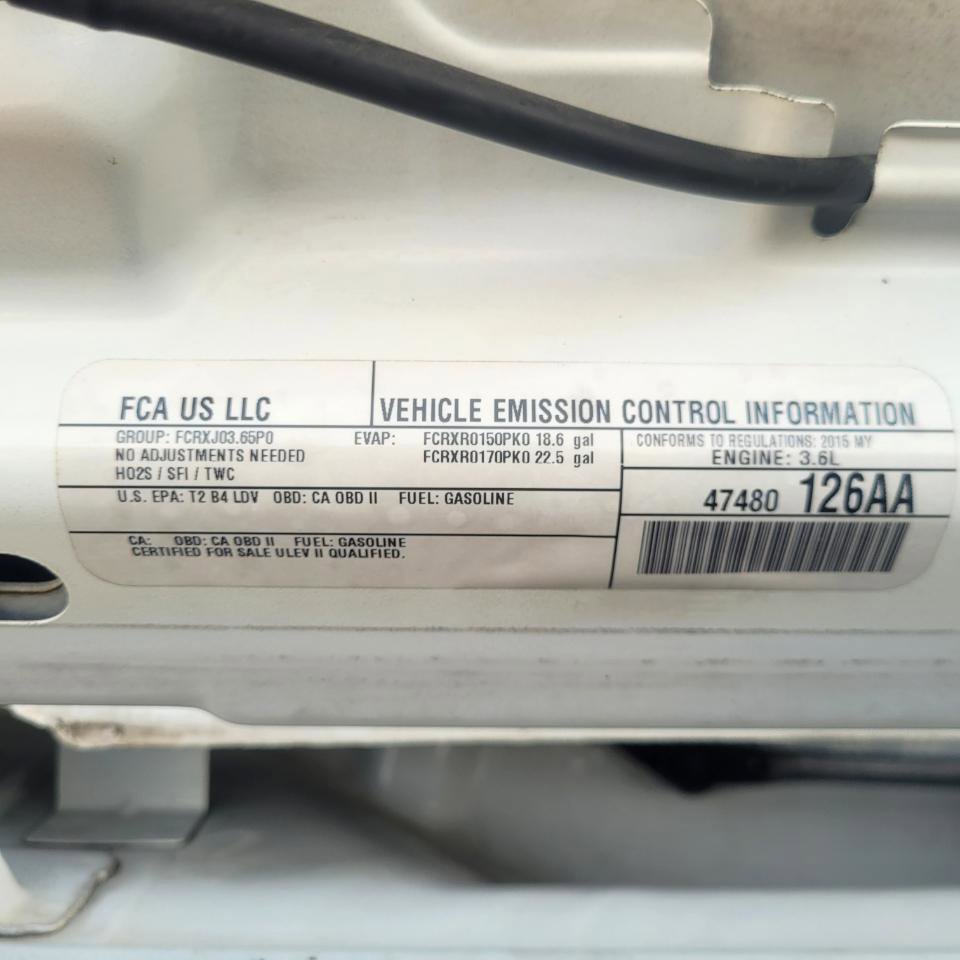 FCA US LLC
VEHICLE EMISSION CONTROL INFORMATION
GROUP: FCRXJ03.65P0
NO ADJUSTMENTS NEEDED
HO2S / SFI / TWC
EVAP: FCRXR0150PK0 18.6 gal
FCRXR0170PK0 22.5 gal
CONFORMS TO REGULATIONS: 2015 MY
ENGINE: 3.6L
U.S. EPA: T2 B4 LDV OBD: CA OBD II FUEL: GASOLINE
47480 126AA
CA: OBD: CA OBD II FUEL: GASOLINE
CERTIFIED FOR SALE ULEV II QUALIFIED.